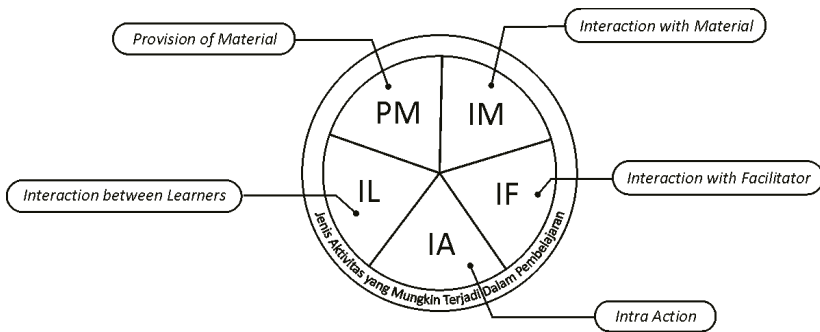 Interaction with Material
Provision of Material
PM
IM
Interaction between Learners
IL
IF
Interaction with Facilitator
IA
Jenis Aktivitas yang Mungkin Terjadi Dalam Pembelajaran
Intra Action